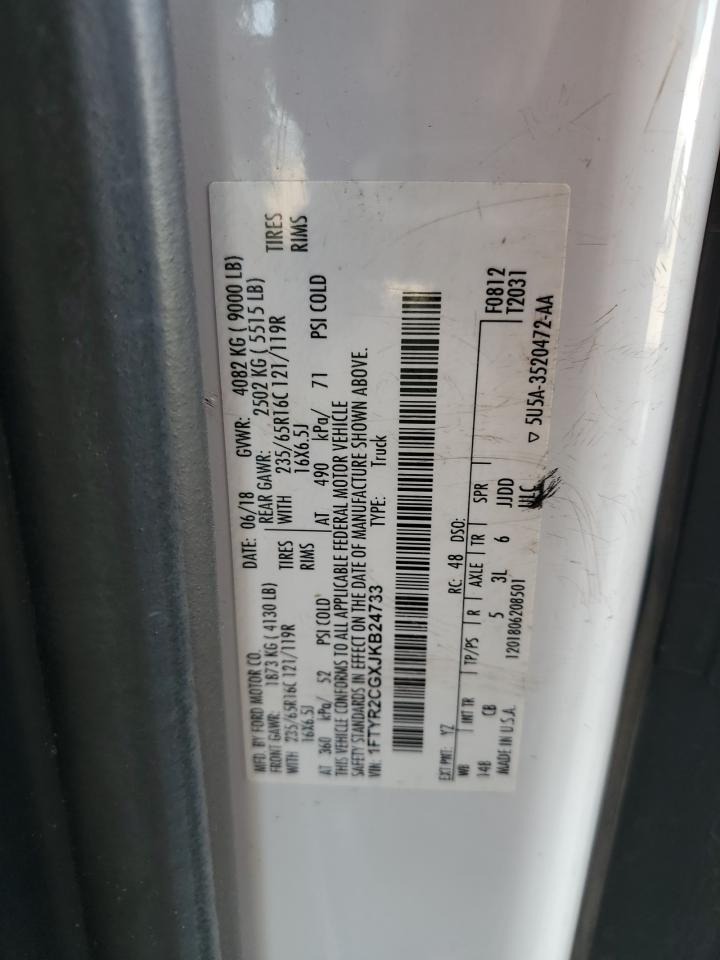 MFD. BY FORD MOTOR CO.
DATE: 06/18 GVWR: 4082 KG ( 9000 LB)
FRONT GAWR: 1873 KG ( 4130 LB) REAR GAWR: 2502 KG ( 5515 LB)
WITH 235/65R16C 121/119R TIRES WITH 235/65R16C 121/119R TIRES
16X6.5J RIMS 16X6.5J RIMS
AT 360 kPa/ 52 PSI COLD AT 490 kPa/ 71 PSI COLD
THIS VEHICLE CONFORMS TO ALL APPLICABLE FEDERAL MOTOR VEHICLE
SAFETY STANDARDS IN EFFECT ON THE DATE OF MANUFACTURE SHOWN ABOVE.
VIN: 1FTYR2CGXJKB24733 TYPE: Truck
EXT PNT: YZ RC: 48 DSO:
WB INT TR TP/PS R AXLE TR SPR F0812
148 CB 5 3L 6 JJDD T2031
MADE IN U.S.A. 1201806208501 5U5A-3520472-AA